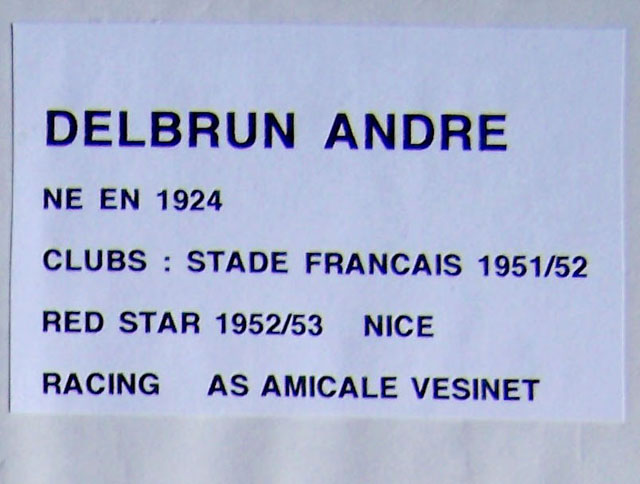 DELBRUN ANDRE
NE EN 1924
CLUBS : STADE FRANCAIS 1951/52
RED STAR 1952/53 NICE
RACING AS AMICALE VESINET